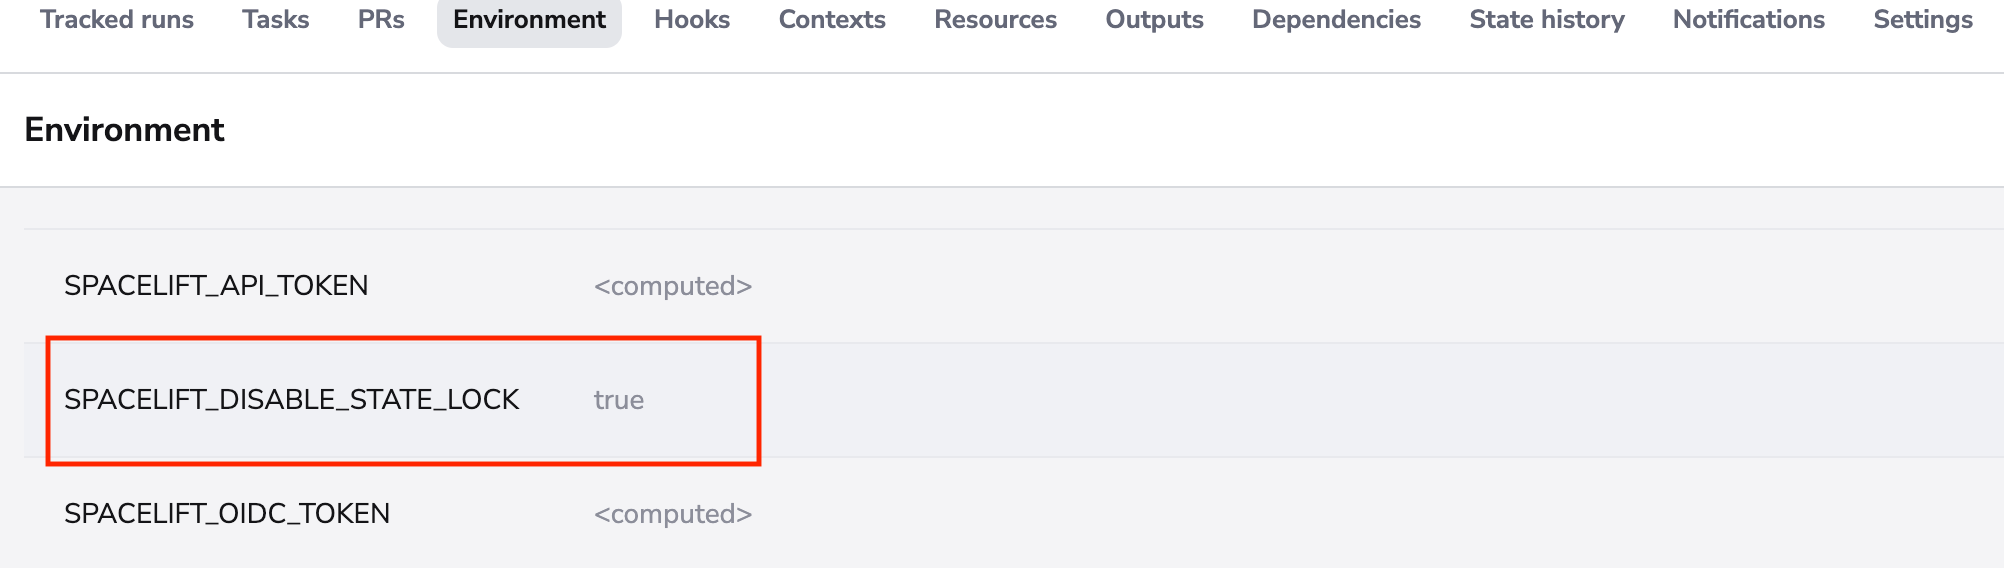 Tracked runs Tasks PRs Environment Hooks Contexts Resources Outputs Dependencies State history Notifications Settings
Environment
SPACELIFT_API_TOKEN <computed>
SPACELIFT_DISABLE_STATE_LOCK true
SPACELIFT_OIDC_TOKEN <computed>